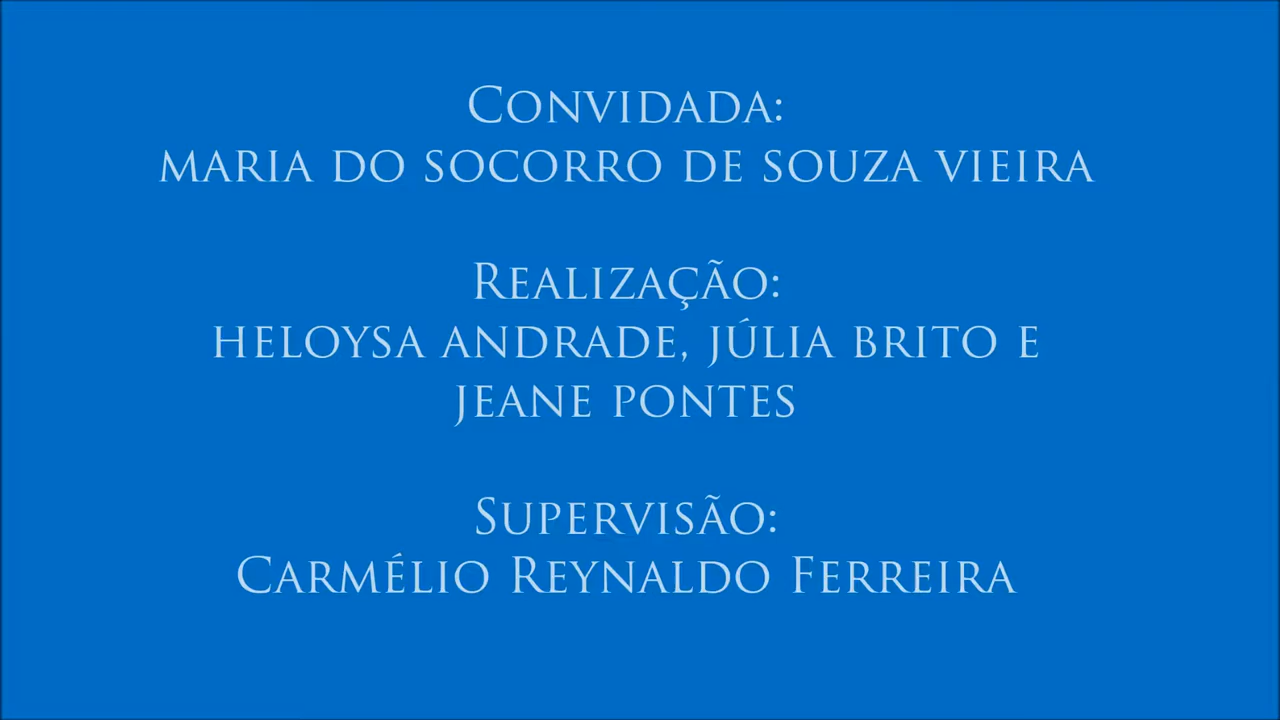 Convidada:
maria do socorro de souza vieira
Realização:
heloysa andrade, júlia brito e
jeane pontes
Supervisão:
Carmélio Reynaldo Ferreira